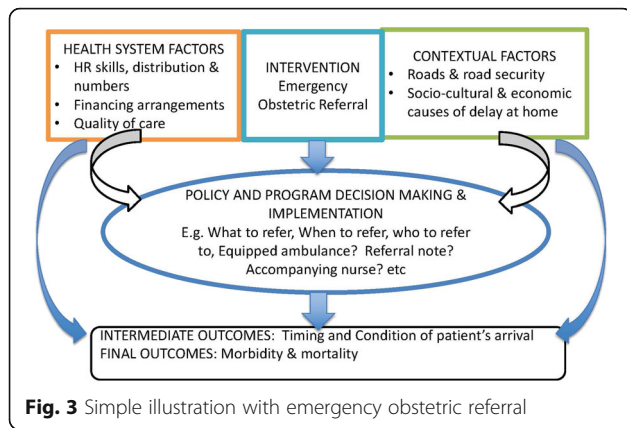 HEALTH SYSTEM FACTORS
• HR skills, distribution &
numbers
• Financing arrangements
• Quality of care
INTERVENTION
Emergency
Obstetric Referral
CONTEXTUAL FACTORS
• Roads & road security
• Socio-cultural & economic
causes of delay at home
POLICY AND PROGRAM DECISION MAKING &
IMPLEMENTATION
E.g. What to refer, When to refer, who to refer
to, Equipped ambulance? Referral note?
Accompanying nurse? etc
INTERMEDIATE OUTCOMES: Timing and Condition of patient's arrival
FINAL OUTCOMES: Morbidity & mortality
Fig. 3 Simple illustration with emergency obstetric referral